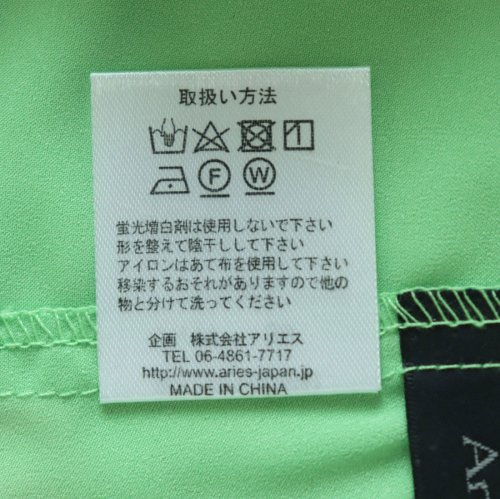 取扱い方法
F W
蛍光増白剤は使用しないで下さい
形を整えて陰干しして下さい
アイロンはあて布を使用して下さい
移染するおそれがありますので他の
物と分けて洗ってください
企画 株式会社アリエス
TEL 06-4861-7717
http://www.aries-japan.jp/
MADE IN CHINA
Ar